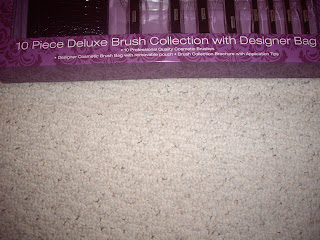 10 Piece Deluxe Brush Collection with Designer Bag
• 10 Professional Quality Cosmetic Brushes
• Designer Cosmetic Brush Bag with removable pouch • Brush Collection Brochure with Application Tips